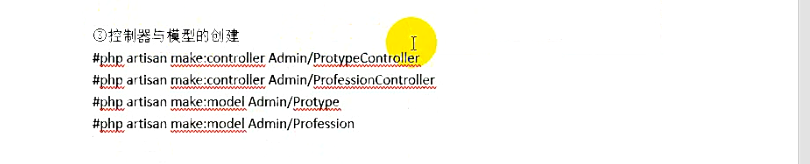 ③控制器与模型的创建
#php artisan make:controller Admin/ProtypeController
#php artisan make:controller Admin/ProfessionController
#php artisan make:model Admin/Protype
#php artisan make:model Admin/Profession